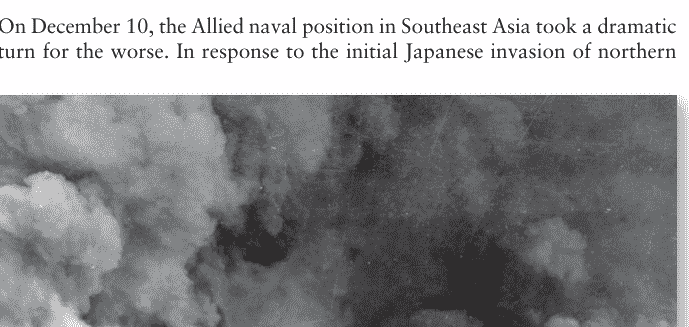 On December 10, the Allied naval position in Southeast Asia took a dramatic
turn for the worse. In response to the initial Japanese invasion of northern